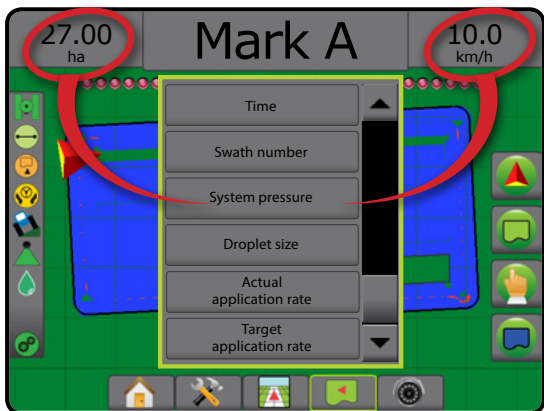 27.00
ha
Mark A
10.0
km/h
Time
Swath number
System pressure
Droplet size
Actual
application rate
Target
application rate